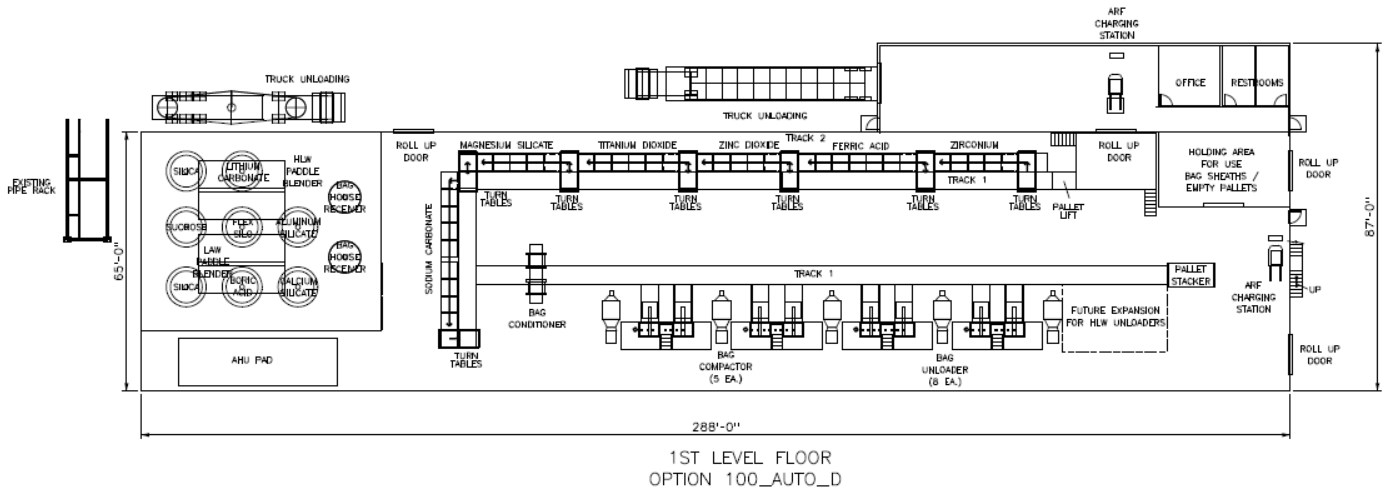 ARF
CHARGING
STATION
TRUCK UNLOADING
OFFICE
RESTROOMS
TRUCK UNLOADING
TRACK 2
ROLL UP
DOOR
MAGNESIUM SILICATE
TITANIUM DIOXIDE
ZINC DIOXIDE
FERRIC ACID
ZIRCONIUM
ROLL UP
DOOR
HOLDING AREA
FOR USE
BAG SHEATHS /
EMPTY PALLETS
ROLL UP
DOOR
EXISTING
PIPE RACK
SILICA
LITHIUM
CARBONATE
HLW
PADDLE
BLENDER
BAG
HOUSE
RECENER
TRACK 1
TURN
TABLES
TURN
TABLES
TURN
TABLES
TURN
TABLES
TURN
TABLES
PALLET
LIFT
SUCROSE
FLEX
SILO
ALUMINUM
SILICATE
LAW
PADDLE
BLENDER
BAG
HOUSE
RECENER
SILICA
BORIC
ACID
CALCIUM
SILICATE
SODIUM CARBONATE
65'-0"
87'-0"
TRACK 1
PALLET
STACKER
ARF
CHARGING
STATION
UP
BAG
CONDITIONER
FUTURE EXPANSION
FOR HLW UNLOADERS
ROLL UP
DOOR
AHU PAD
TURN
TABLES
BAG
COMPACTOR
(5 EA.)
BAG
UNLOADER
(8 EA.)
288'-0"
1ST LEVEL FLOOR
OPTION 100_AUTO_D